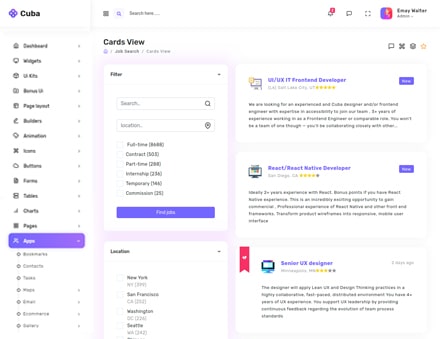 Cuba
Search here .....
2
Emay Walter
Admin
Dashboard
Widgets
Ui Kits
Bonus Ui
Page layout
Builders
Animation
Icons
Buttons
Forms
Tables
Charts
Pages
Apps
Bookmarks
Contacts
Tasks
Maps
Email
Ecommerce
Gallery
Cards View
/ Job Search / Cards View
Filter
Search..
location..
Full-time (8688)
Contract (503)
Part-time (288)
Internship (236)
Temporary (146)
Commission (25)
Find jobs
Location
New York
NY (399)
San Francisco
CA (252)
Washington
DC (226)
Seattle
WA (242)
UI/UX IT Frontend Developer
New
(CA) Salt Lake City, UT
We are looking for an experienced and Cuba designer and/or frontend
engineer with expertise in accessibility to join our team . 3+ years of
experience working in as a Frontend Engineer or comparable role. You won't
be a team of one though — you'll be collaborating closely with other...
React/React Native Developer
New
San Diego, CA
Ideally 2+ years experience with React. Bonus points if you have React
Native experience. This is an incredibly exciting opportunity to gain
commercial . Professional experience of React Native and other front end
frameworks. Transform product wireframes into responsive, mobile user
interface
Senior UX designer
2 days ago
Minneapolis, MN
The designer will apply Lean UX and Design Thinking practices in a
highly collaborative, fast-paced, distributed environment. You have 4+
years of UX experience. You support UX leadership by providing
continuous feedback regarding the evolution of team process
standards.